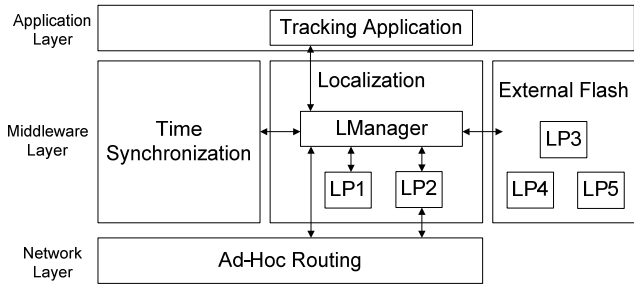 Application
Layer
Tracking Application
Middleware
Layer
Time
Synchronization
Localization
LManager
LP1
LP2
External Flash
LP3
LP4
LP5
Network
Layer
Ad-Hoc Routing